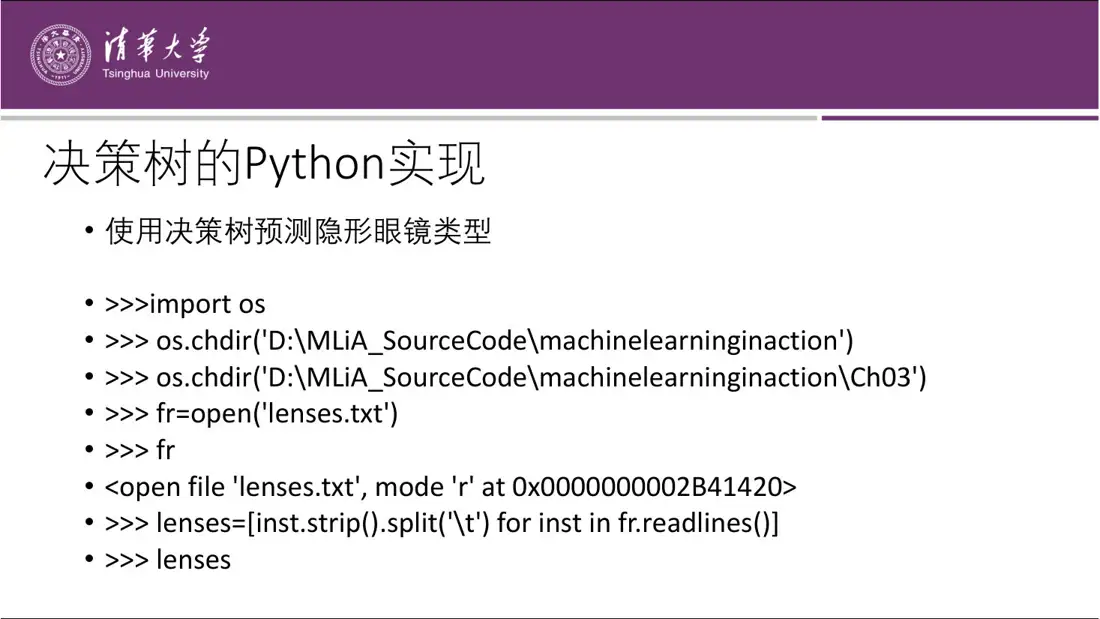 清华大学
Tsinghua University
决策树的Python实现
• 使用决策树预测隐形眼镜类型
• >>>import os
• >>> os.chdir('D:\MLiA_SourceCode\machinelearninginaction')
• >>> os.chdir('D:\MLiA_SourceCode\machinelearninginaction\Ch03')
• >>> fr=open('lenses.txt')
• >>> fr
• <open file 'lenses.txt', mode 'r' at 0x0000000002B41420>
• >>> lenses=[inst.strip().split('\t') for inst in fr.readlines()]
• >>> lenses